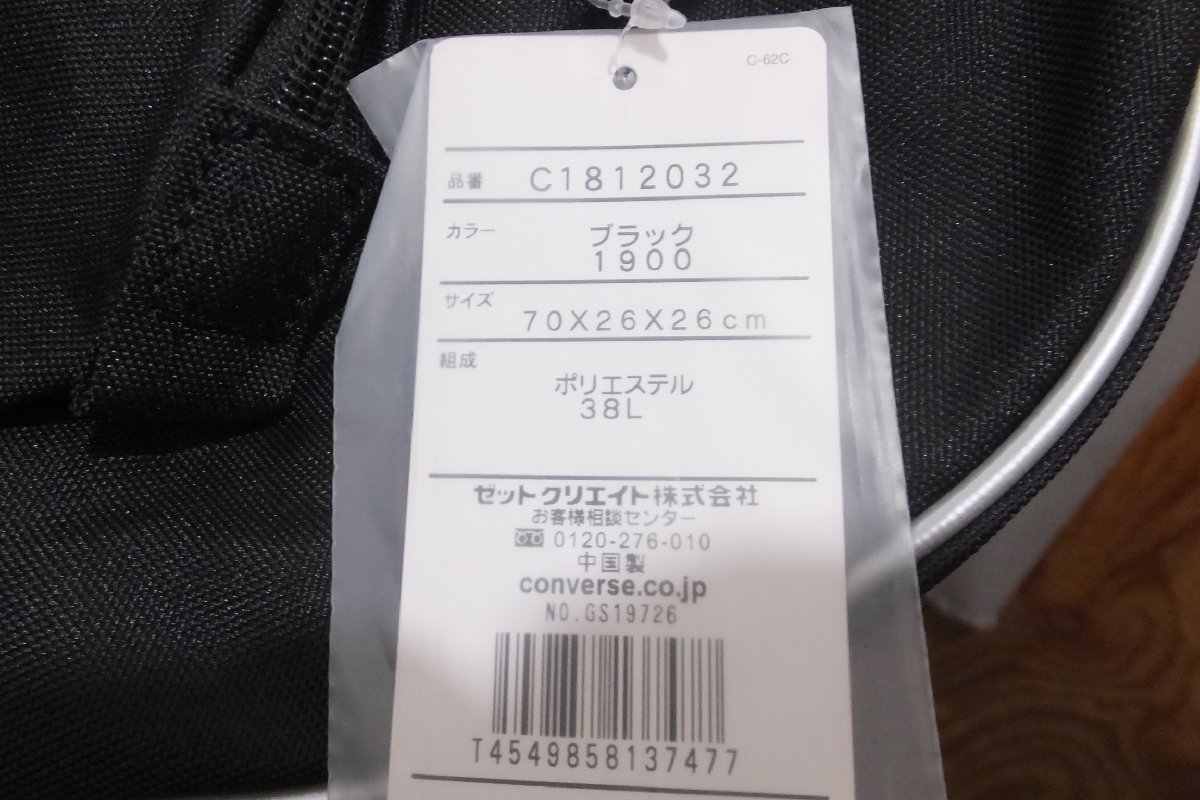 C-62C
品番 C1812032
カラー ブラック
1900
サイズ 70X26X26cm
組成
ポリエステル
38L
ゼットクリエイト株式会社
お客様相談センター
0120-276-010
中国製
converse.co.jp
NO.GS19726
T4549858137477